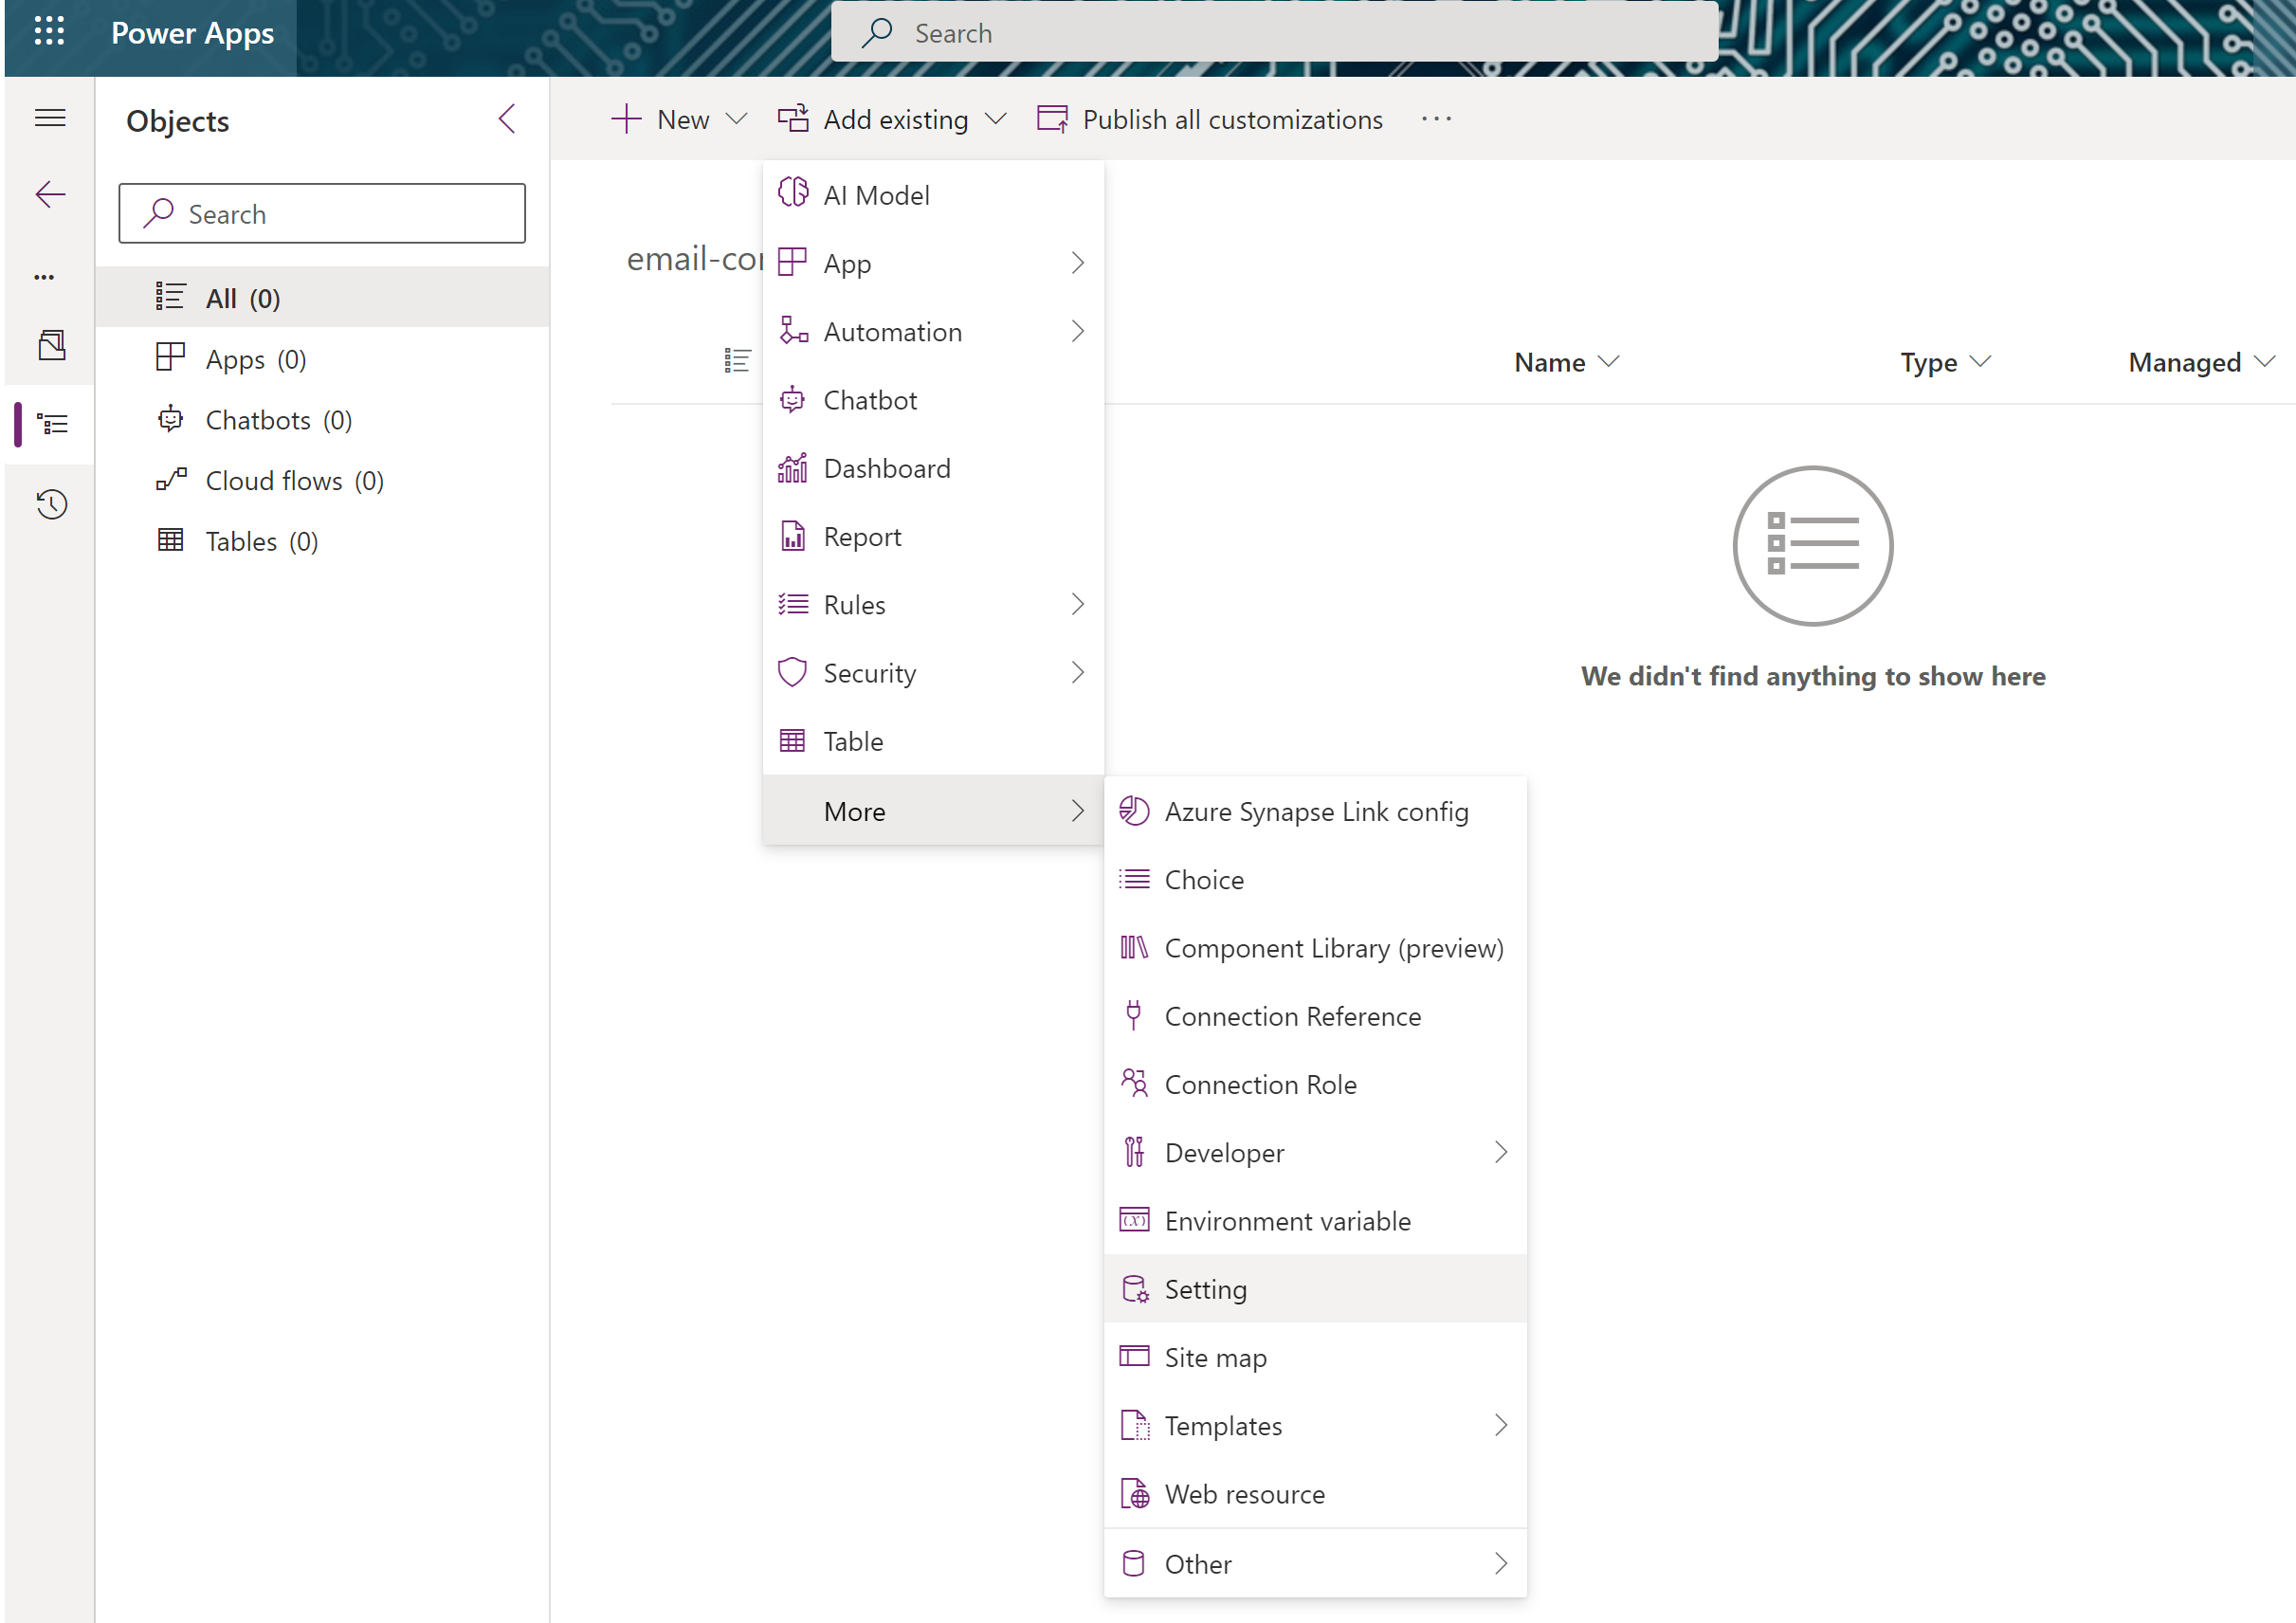 Power Apps
Search
Objects
Search
All (0)
Apps (0)
Chatbots (0)
Cloud flows (0)
Tables (0)
New
Add existing
Publish all customizations
AI Model
App
Automation
Chatbot
Dashboard
Report
Rules
Security
Table
More
Name
Type
Managed
We didn't find anything to show here
Azure Synapse Link config
Choice
Component Library (preview)
Connection Reference
Connection Role
Developer
Environment variable
Setting
Site map
Templates
Web resource
Other